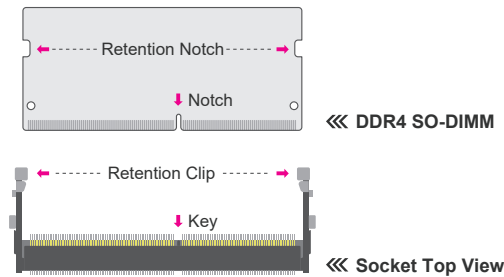 Retention Notch
Notch
DDR4 SO-DIMM
Retention Clip
Key
Socket Top View